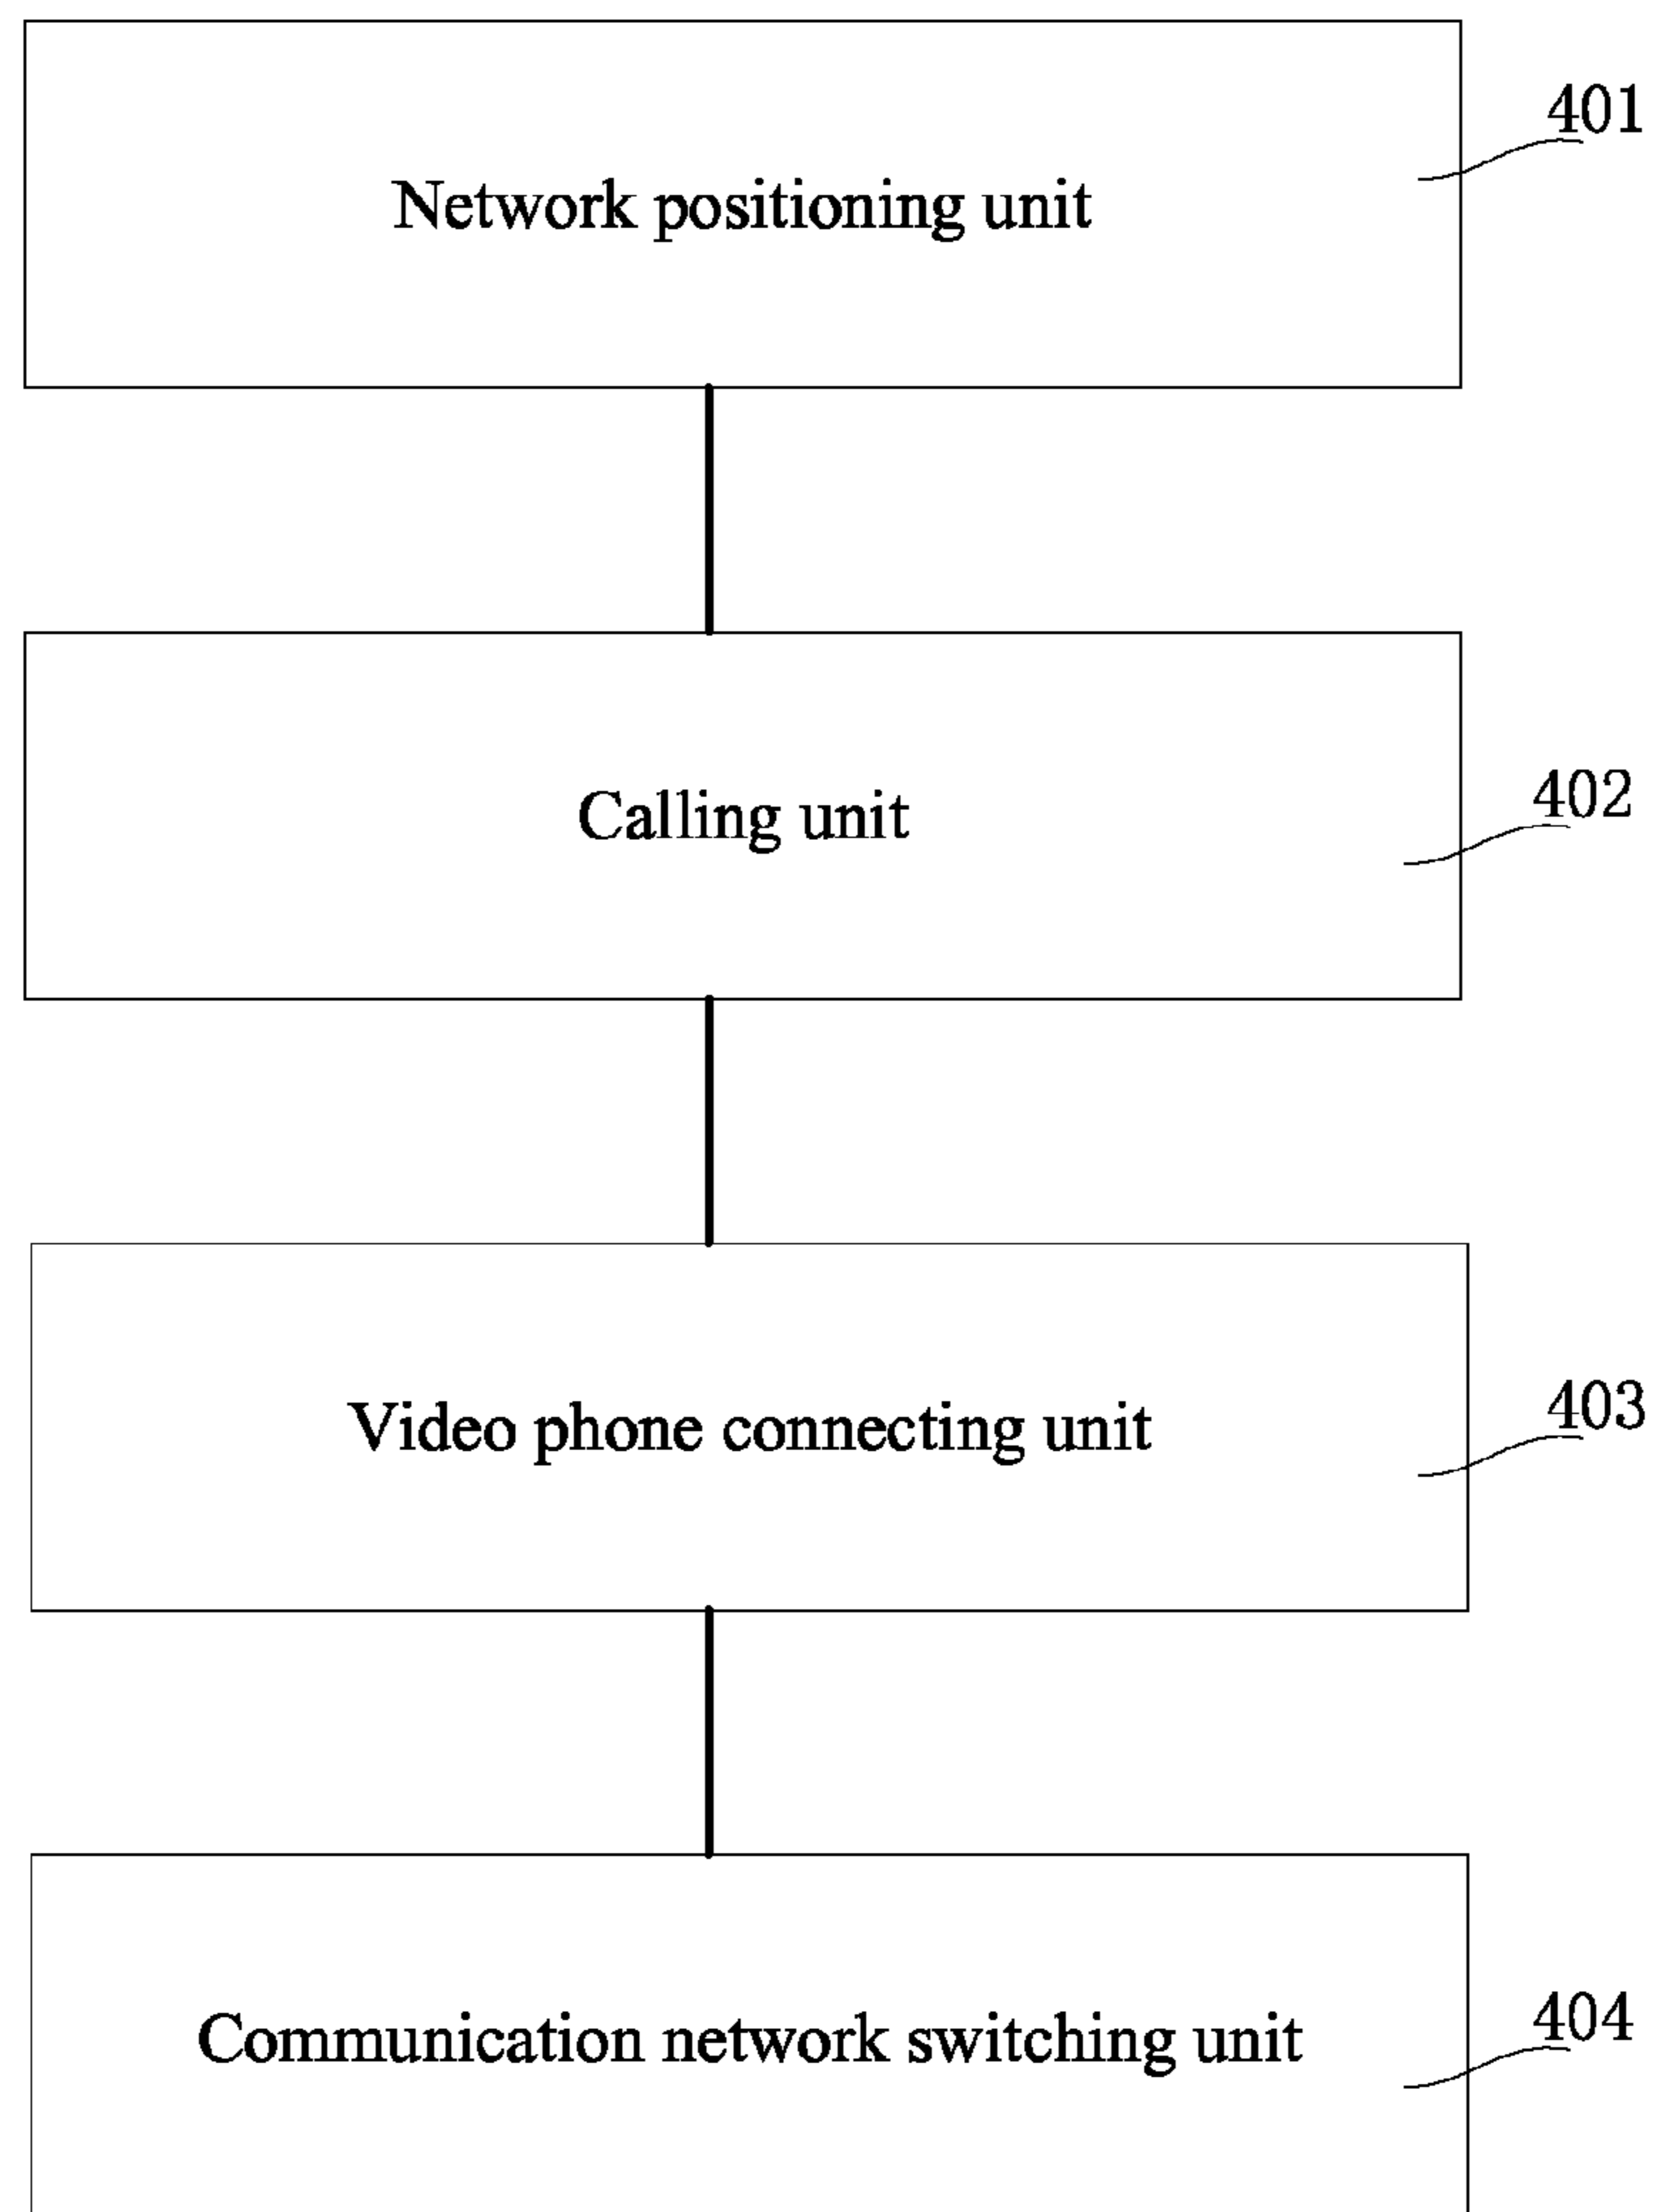 401
Network positioning unit
402
Calling unit
403
Video phone connecting unit
404
Communication network switching unit